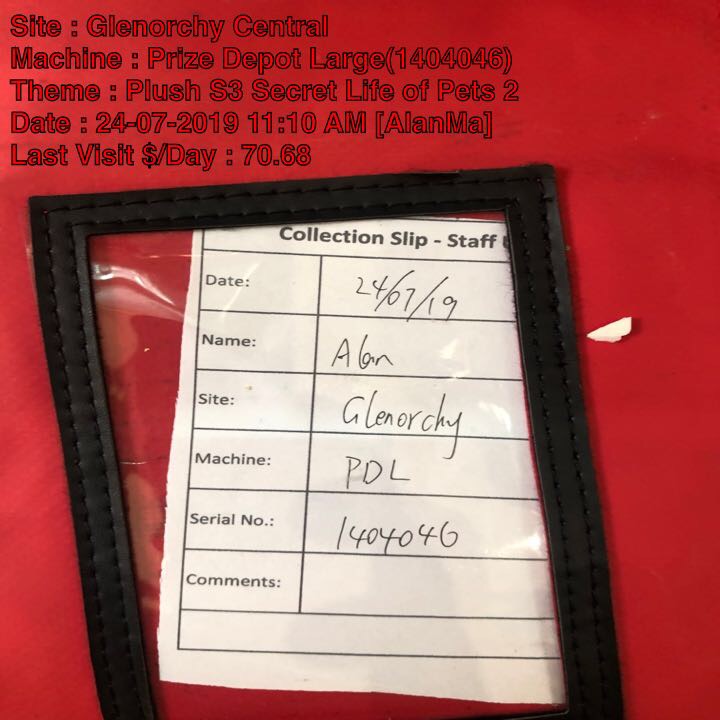 Site : Glenorchy Central
Machine : Prize Depot Large(1404046)
Theme : Plush S3 Secret Life of Pets 2
Date : 24-07-2019 11:10 AM [AlanMa]
Last Visit $/Day : 70.68
Collection Slip - Staff
Date: 24/07/19
Name: Alan
Site: Glenorchy
Machine: PDL
Serial No.: 1404046
Comments: